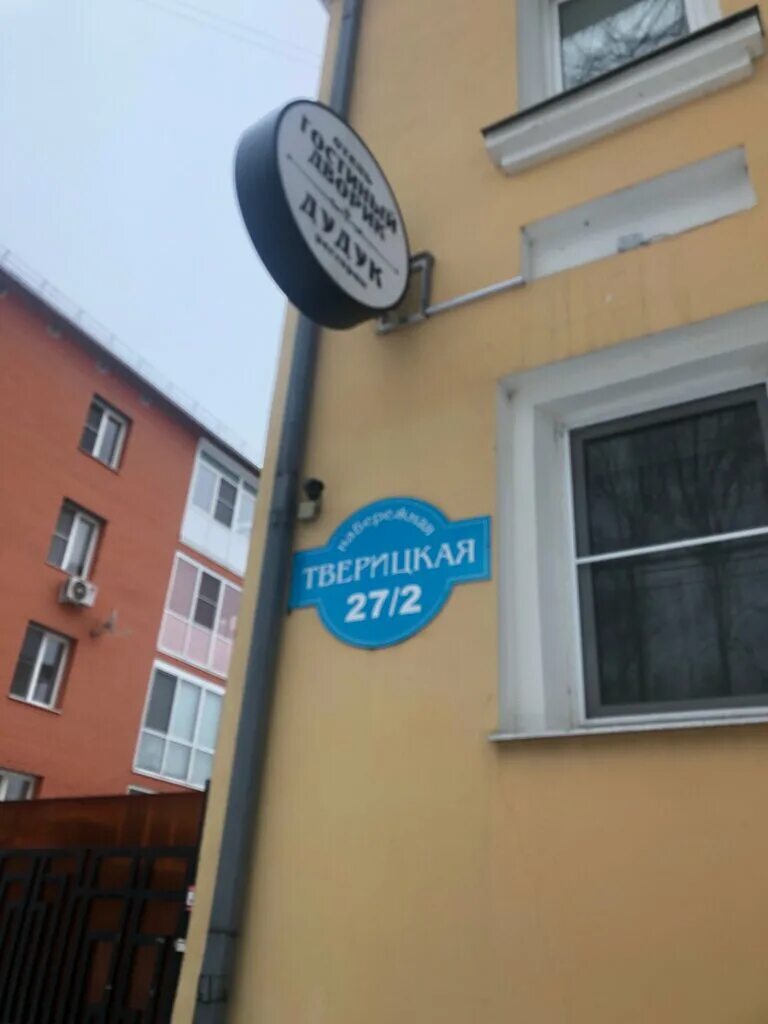 отель
ГОСТИНЫЙ
ДВОРИК
ДУДУК
ресторан
набережная
ТВЕРИЦКАЯ
27/2